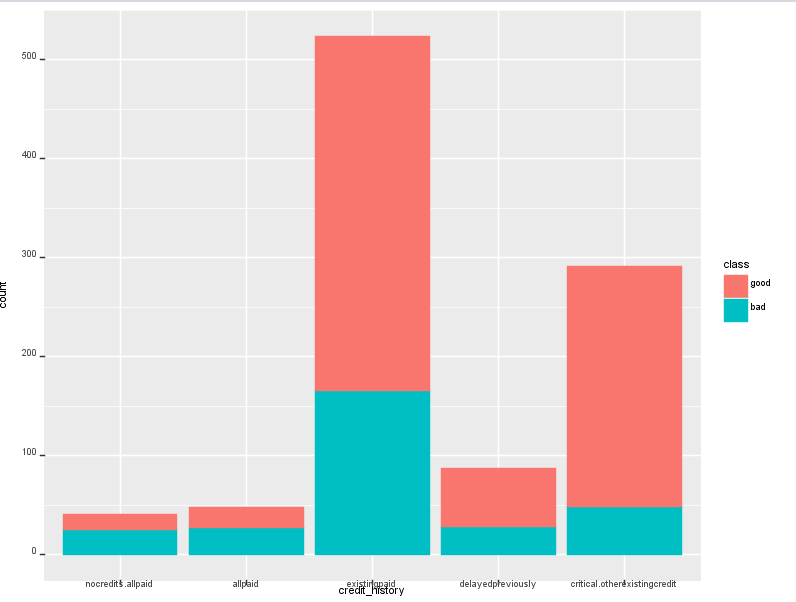 500
400
300
200
100
0
count
nocredits.allpaid
allpaid
existingpaid
delayedpreviously
critical.otherexistingcredit
credit_history
class
good
bad